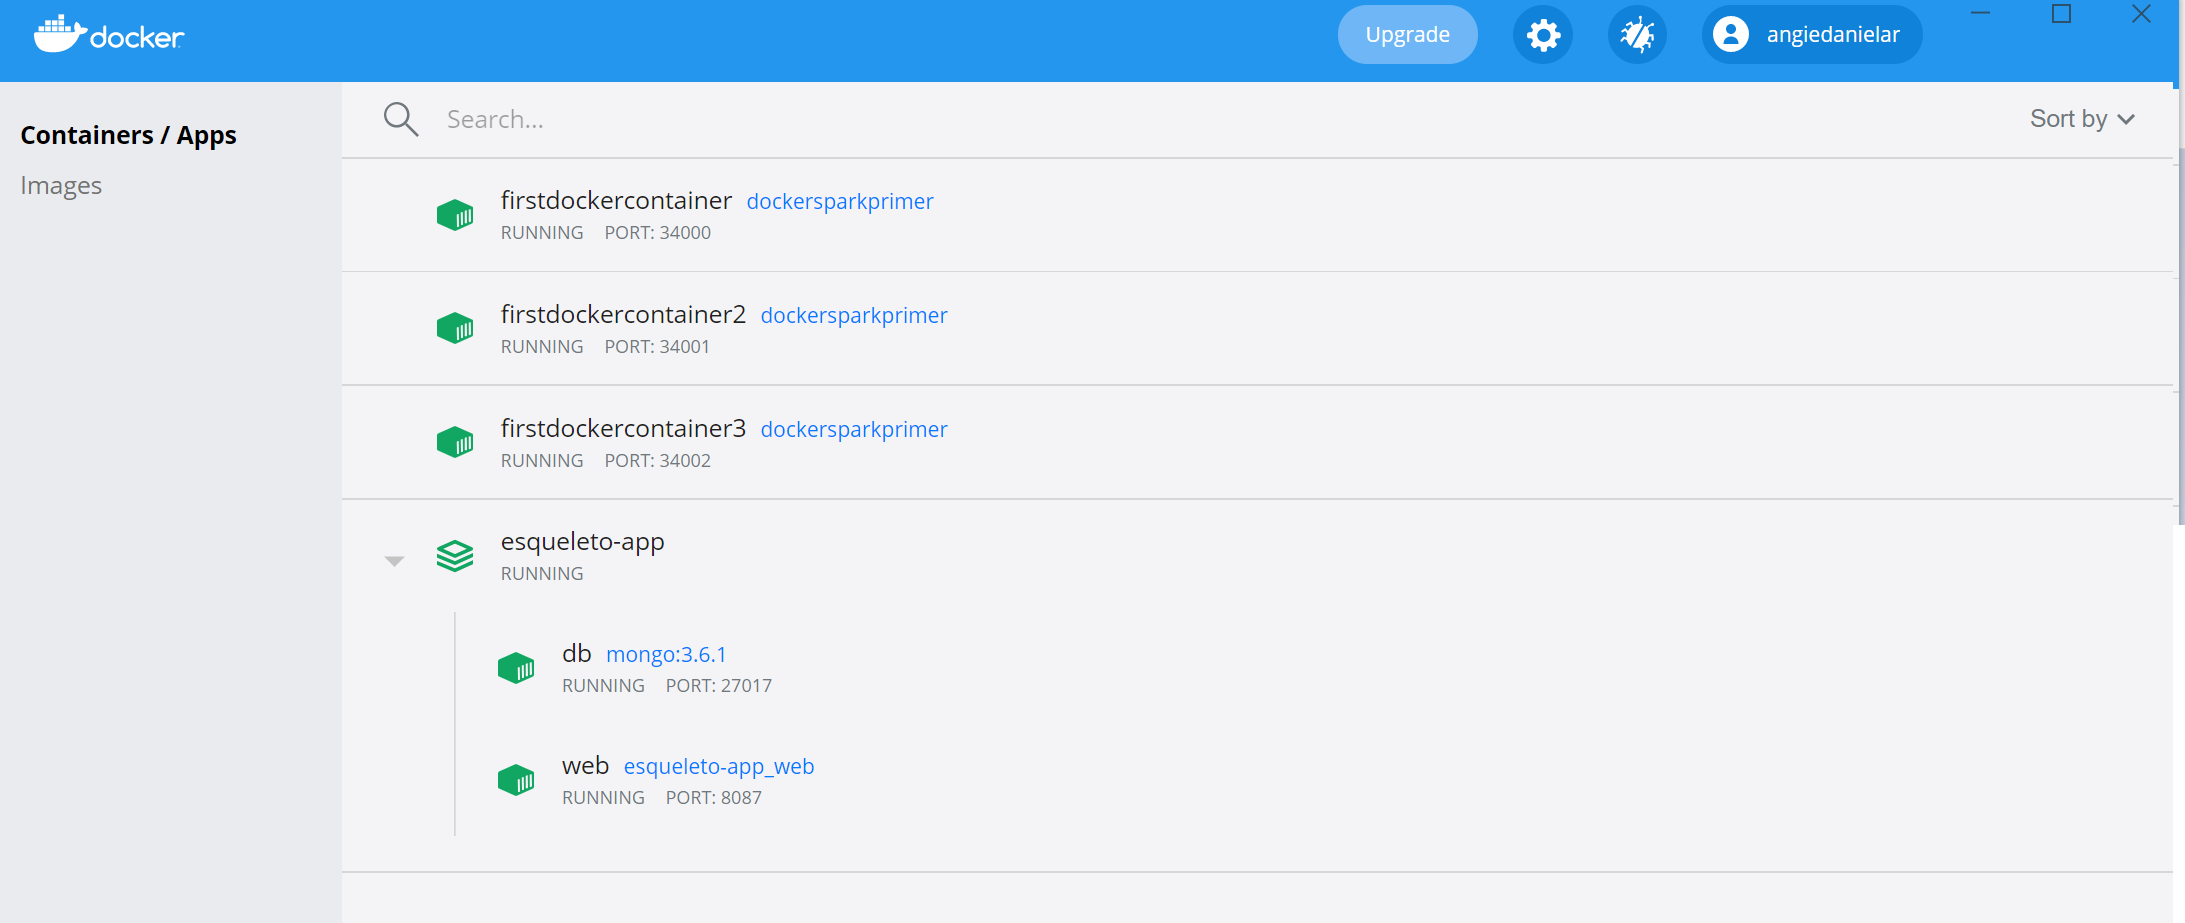 docker
Upgrade
angiedanielar
Containers / Apps
Images
Search...
Sort by
firstdockercontainer dockersparkprimer
RUNNING PORT: 34000
firstdockercontainer2 dockersparkprimer
RUNNING PORT: 34001
firstdockercontainer3 dockersparkprimer
RUNNING PORT: 34002
esqueleto-app
RUNNING
db mongo:3.6.1
RUNNING PORT: 27017
web esqueleto-app_web
RUNNING PORT: 8087